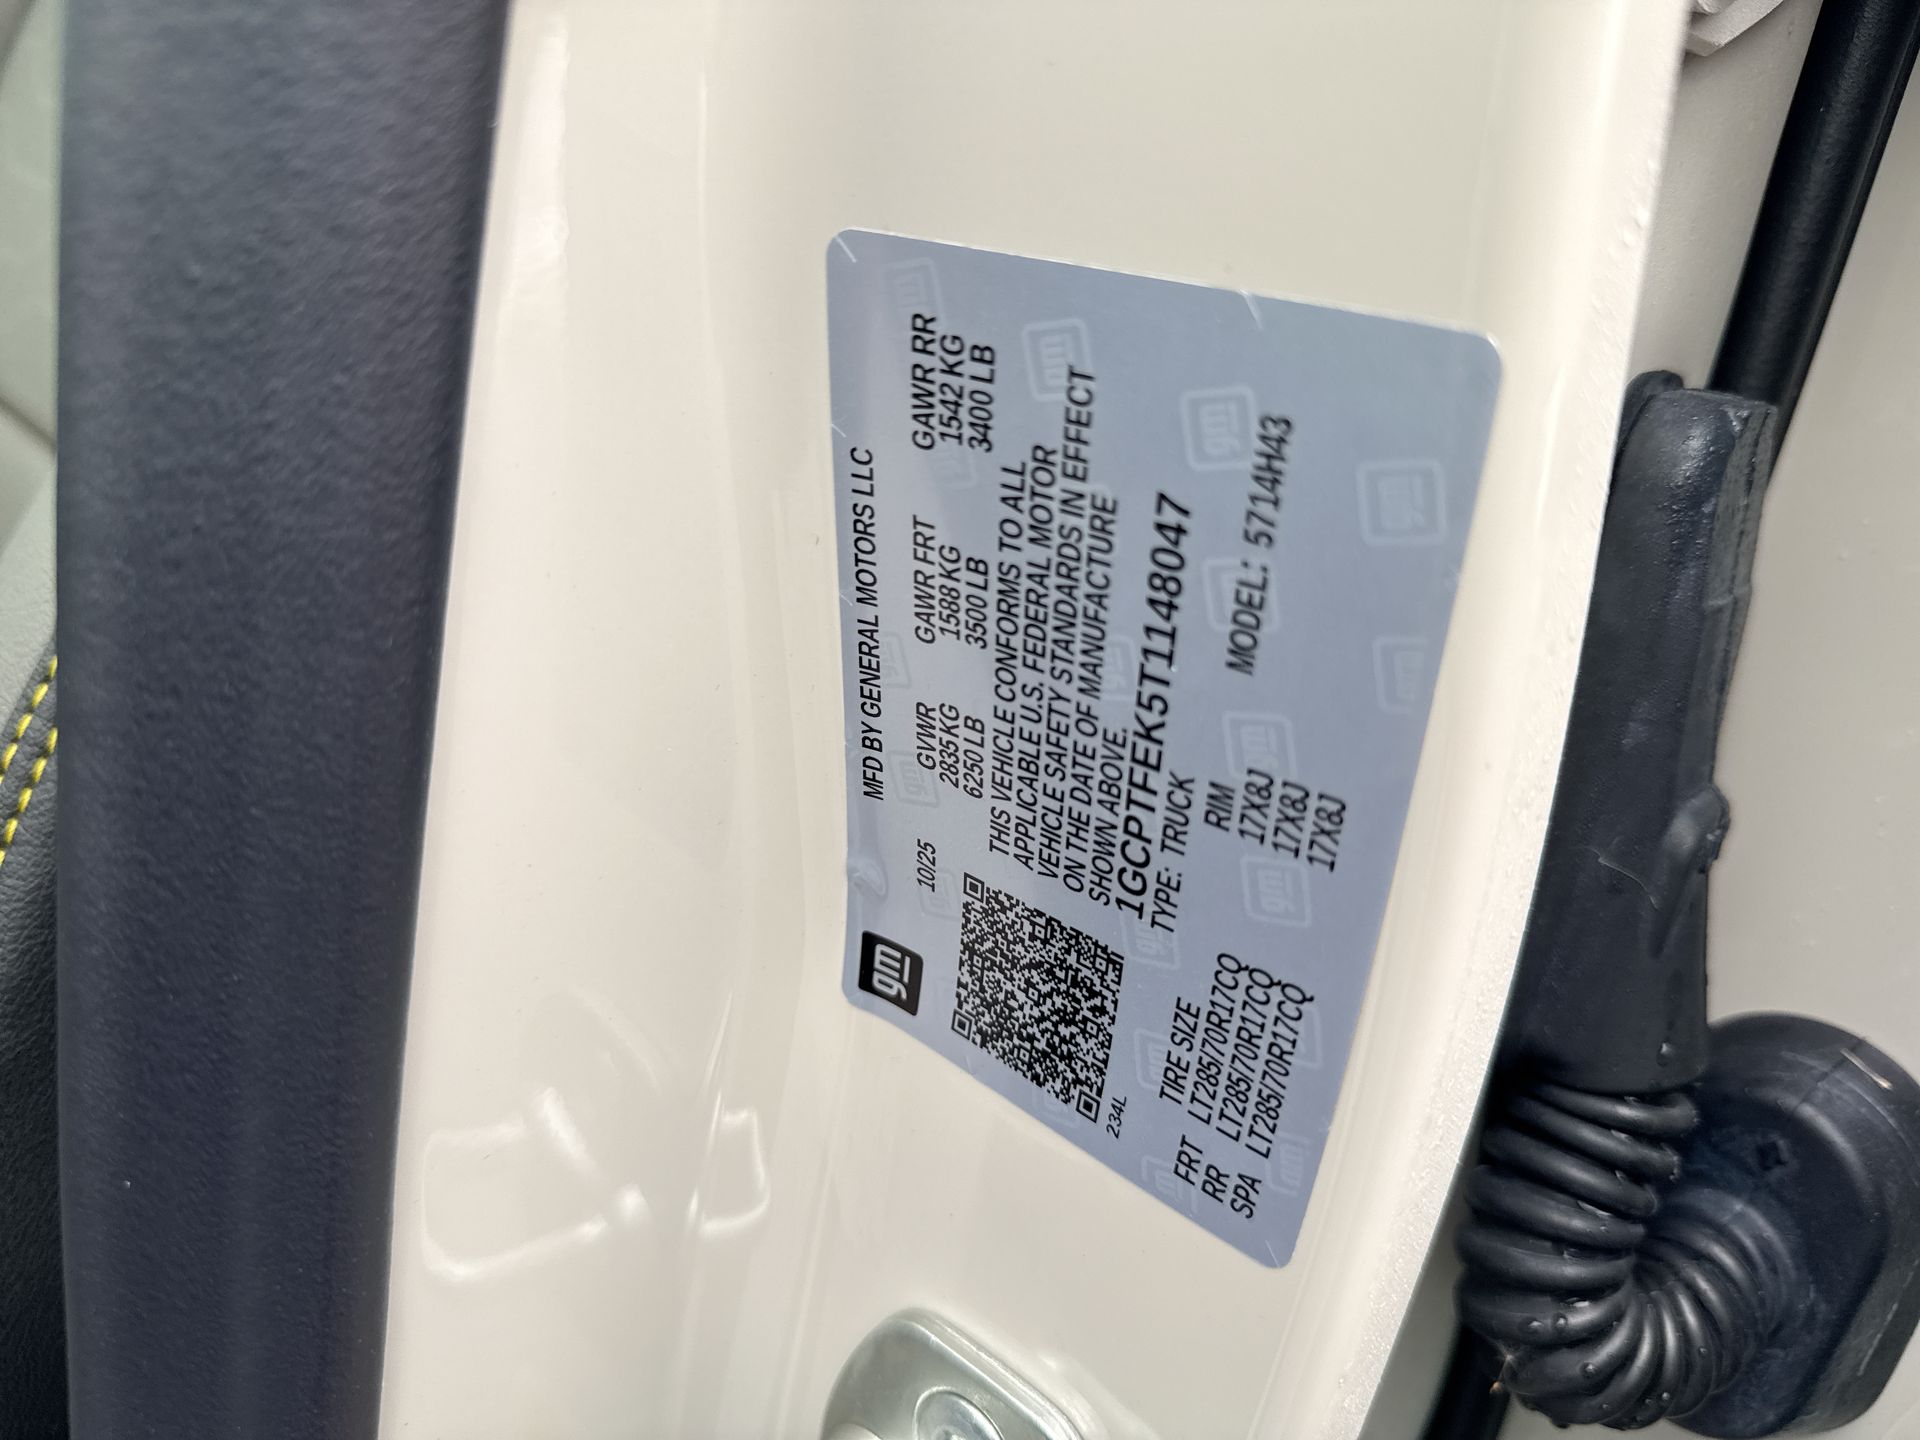 gm
10/25
MFD BY GENERAL MOTORS LLC
GVWR GAWR FRT GAWR RR
2835 KG 1588 KG 1542 KG
6250 LB 3500 LB 3400 LB
THIS VEHICLE CONFORMS TO ALL
APPLICABLE U.S. FEDERAL MOTOR
VEHICLE SAFETY STANDARDS IN EFFECT
ON THE DATE OF MANUFACTURE
SHOWN ABOVE.
1GCPTFEK5T1148047
234L
TYPE: TRUCK MODEL: 5714H43
TIRE SIZE RIM
FRT LT285/70R17CQ 17X8J
RR LT285/70R17CQ 17X8J
SPA LT285/70R17CQ 17X8J